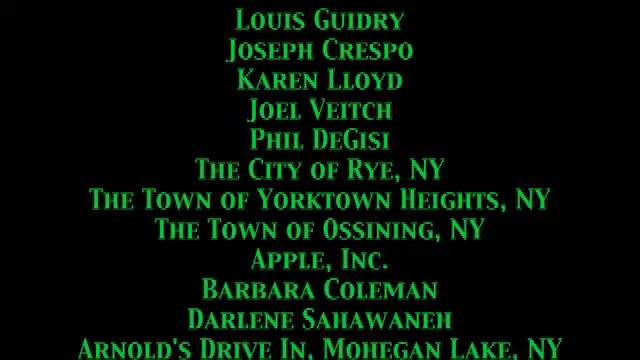 Louis Guidry
Joseph Crespo
Karen Lloyd
Joel Veitch
Phil DeGisi
The City of Rye, NY
The Town of Yorktown Heights, NY
The Town of Ossining, NY
Apple, Inc.
Barbara Coleman
Darlene Sahawaneh
Arnold's Drive In, Mohegan Lake, NY